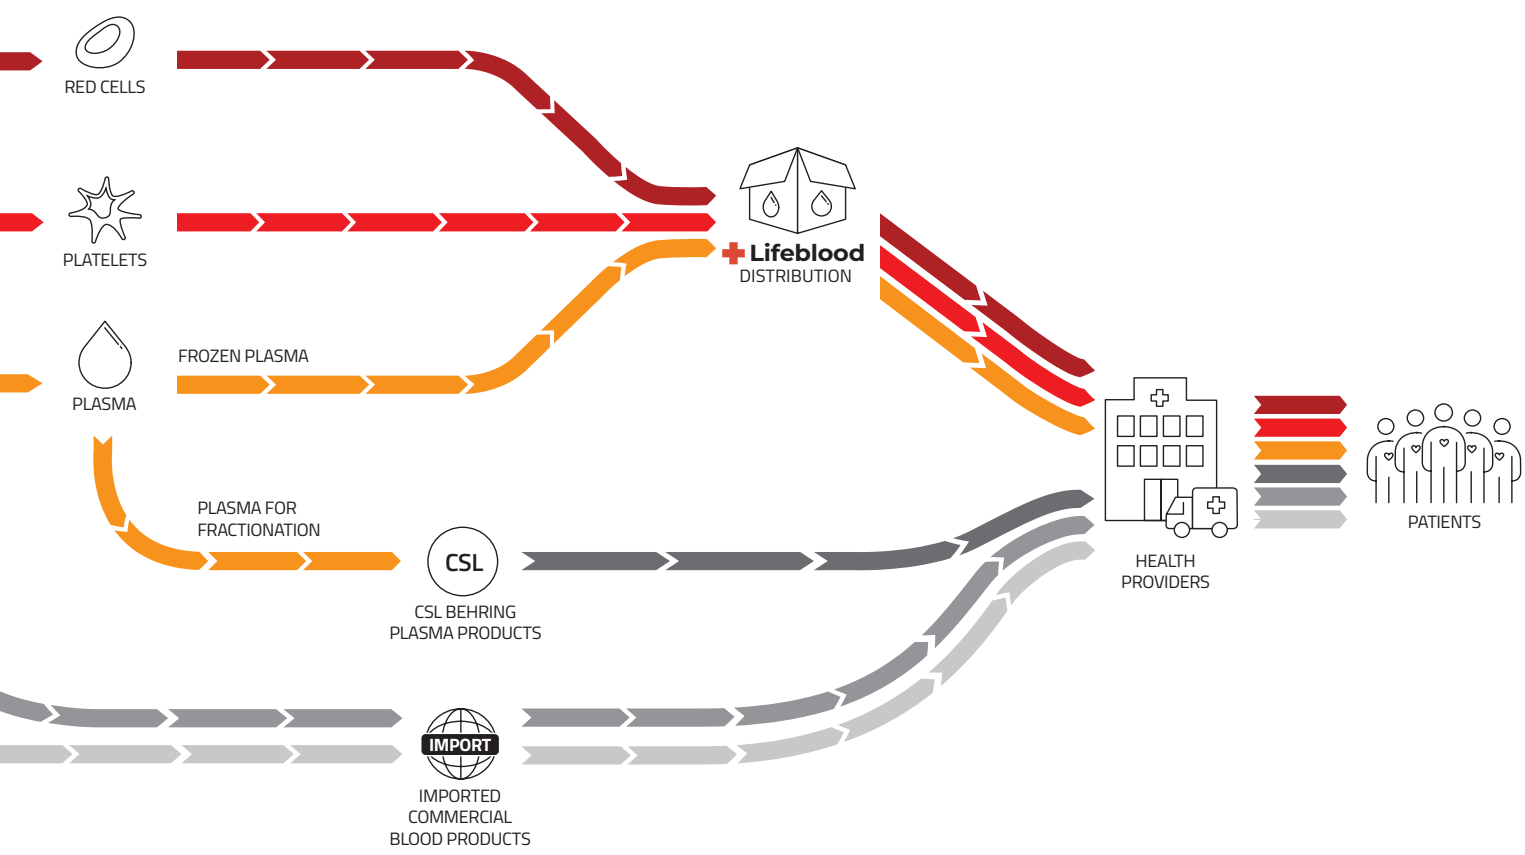 RED CELLS
PLATELETS
Lifeblood
DISTRIBUTION
FROZEN PLASMA
PLASMA
PLASMA FOR
FRACTIONATION
CSL
CSL BEHRING
PLASMA PRODUCTS
HEALTH
PROVIDERS
PATIENTS
IMPORT
IMPORTED
COMMERCIAL
BLOOD PRODUCTS